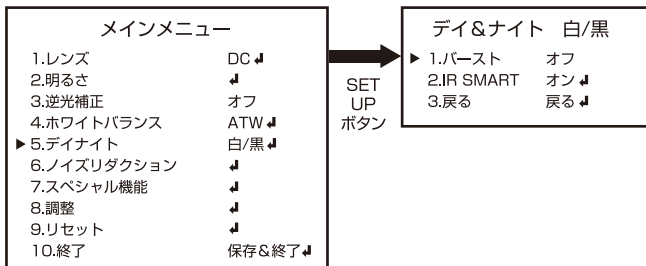 メインメニュー
1.レンズ DC↲
2.明るさ ↲
3.逆光補正 オフ
4.ホワイトバランス ATW↲
▶5.デイナイト 白/黒↲
6.ノイズリダクション ↲
7.スペシャル機能 ↲
8.調整 ↲
9.リセット ↲
10.終了 保存&終了↲
SET
UP
ボタン
デイ&ナイト 白/黒
▶ 1.バースト オフ
2.IR SMART オン↲
3.戻る 戻る↲